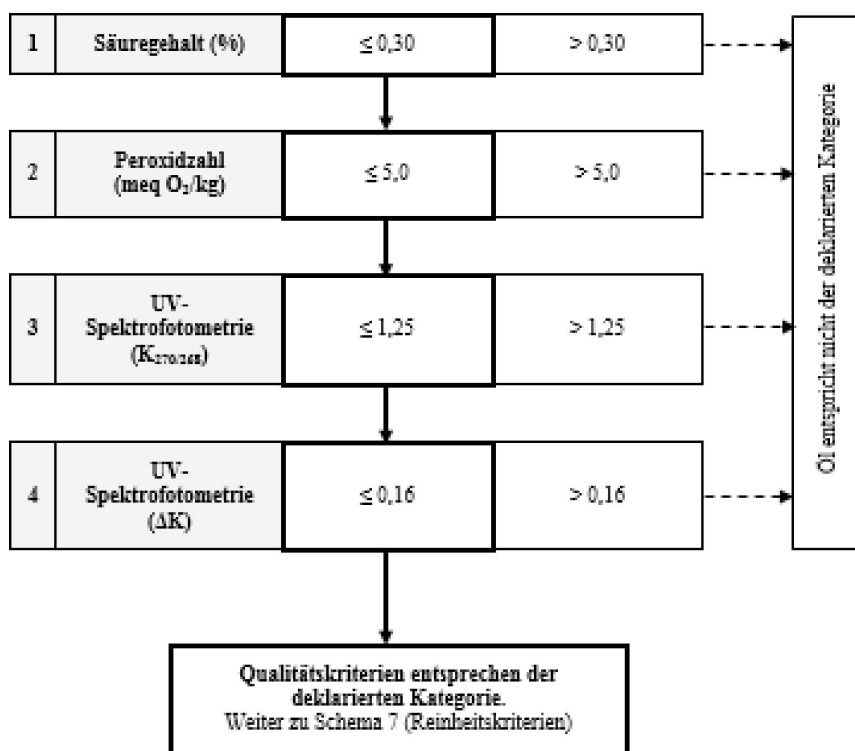 1 Säuregehalt (%) ≤ 0,30 > 0,30
2 Peroxidzahl (meq O₂/kg) ≤ 5,0 > 5,0
3 UV-Spektrofotometrie (K₂₇₀/₂₆₈) ≤ 1,25 > 1,25
4 UV-Spektrofotometrie (ΔK) ≤ 0,16 > 0,16
Öl entspricht nicht der deklarierten Kategorie
Qualitätskriterien entsprechen der
deklarierten Kategorie.
Weiter zu Schema 7 (Reinheitskriterien)